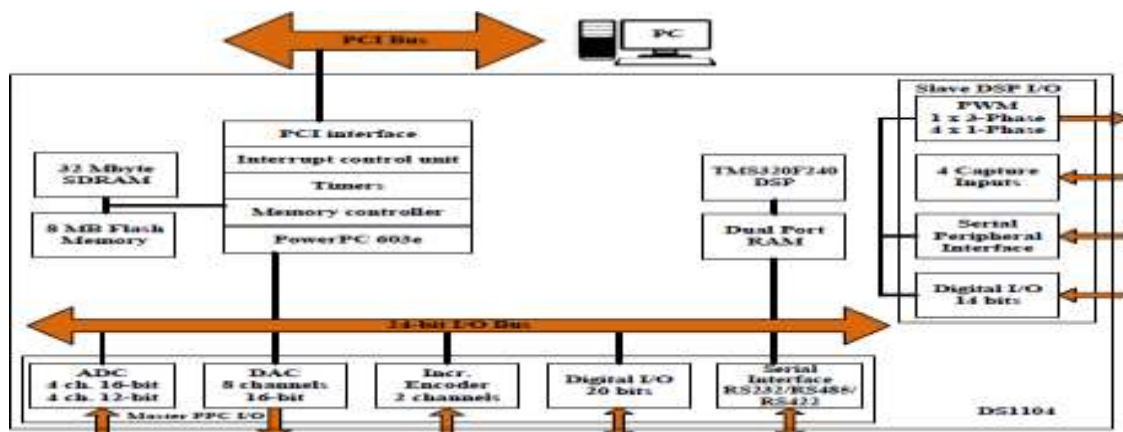 PCI Bus
PC
Slave DSP I/O
PWM
1 x 3-Phase
4 x 1-Phase
4 Capture
Inputs
Serial
Peripheral
Interface
Digital I/O
14 bits
PCI interface
Interrupt control unit
Timers
Memory controller
PowerPC 603e
32 Mbyte
SDRAM
8 MB Flash
Memory
TMS320F240
DSP
Dual Port
RAM
24-bit I/O Bus
ADC
4 ch. 16-bit
4 ch. 12-bit
DAC
8 channels
16-bit
Incr.
Encoder
2 channels
Digital I/O
20 bits
Serial
Interface
RS232/RS485/
RS422
Master PPC I/O
DS1104